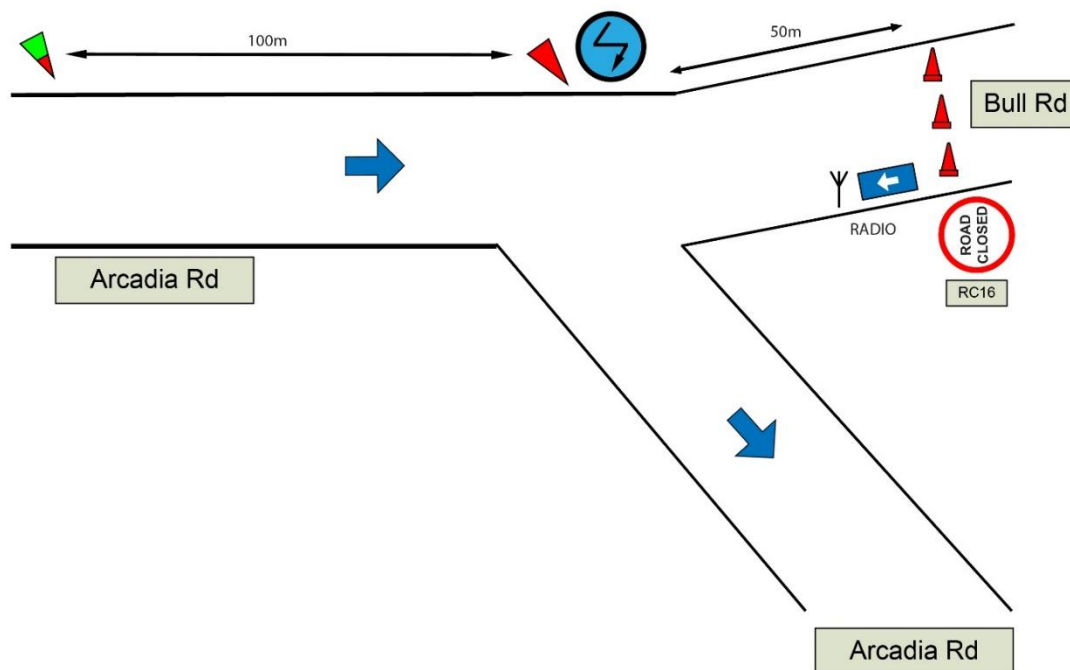 100m
50m
Bull Rd
RADIO
ROAD
CLOSED
RC16
Arcadia Rd
Arcadia Rd